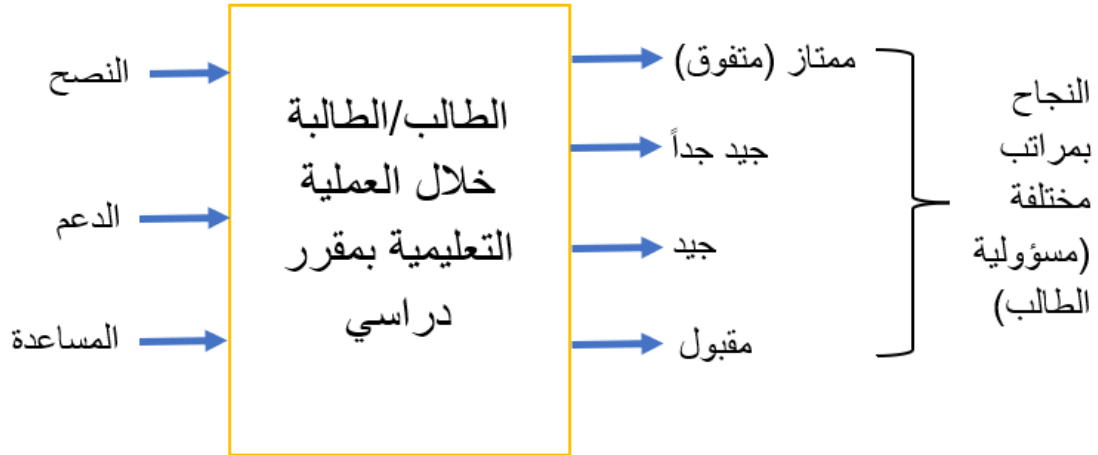 النصح
الدعم
المساعدة
الطالب/الطالبة
خلال العملية
التعليمية بمقرر
دراسي
ممتاز (متفوق)
جيد جداً
جيد
مقبول
النجاح
بمراتب
مختلفة
(مسؤولية
الطالب)